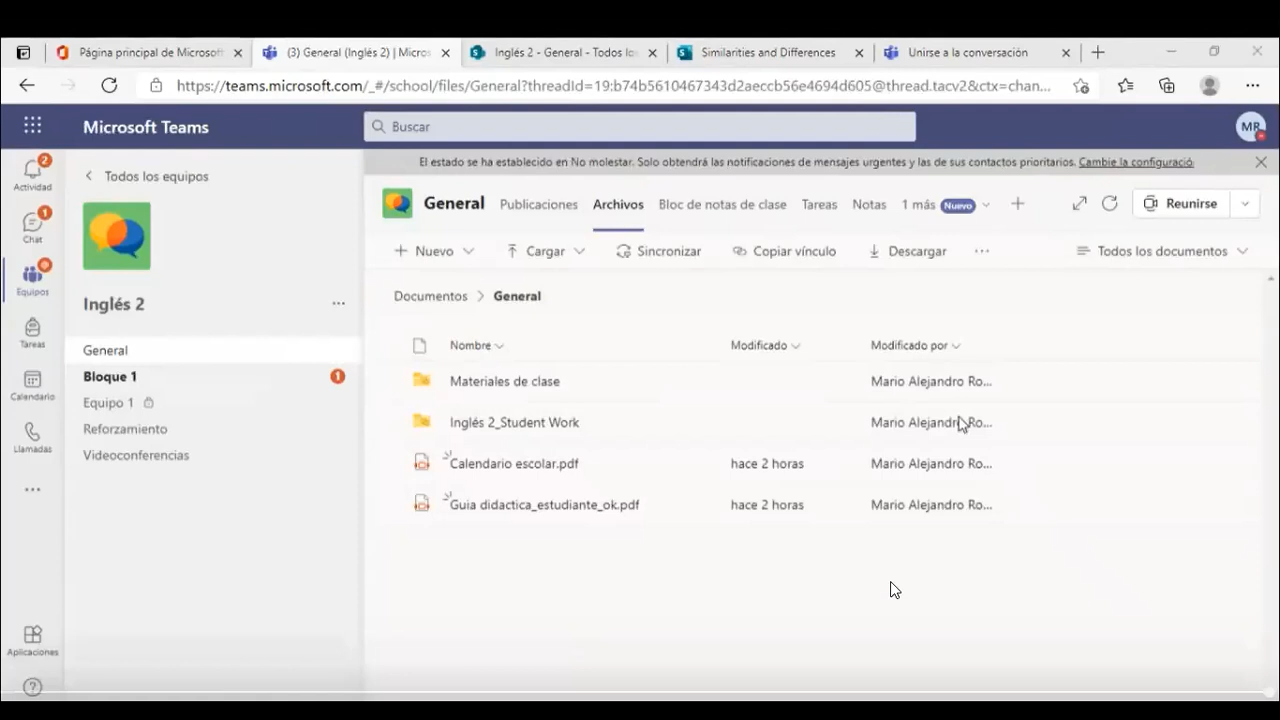 Página principal de Microsoft
(3) General (Inglés 2) | Micros
Inglés 2 - General - Todos los
Similarities and Differences
Unirse a la conversación
https://teams.microsoft.com/_#/school/files/General?threadId=19:b74b5610467343d2aeccb56e4694d605@thread.tacv2&ctx=chan...
Microsoft Teams
Buscar
MR
El estado se ha establecido en No molestar. Solo obtendrá las notificaciones de mensajes urgentes y las de sus contactos prioritarios. Cambie la configuració
2
Actividad
1
Chat
Equipos
Tareas
Calendario
Llamadas
Aplicaciones
Todos los equipos
Inglés 2
General
Bloque 1
1
Equipo 1
Reforzamiento
Videoconferencias
General Publicaciones Archivos Bloc de notas de clase Tareas Notas 1 más Nuevo
Reunirse
Nuevo Cargar Sincronizar Copiar vínculo Descargar ... Todos los documentos
Documentos > General
Nombre Modificado Modificado por
Materiales de clase Mario Alejandro Ro...
Inglés 2_Student Work Mario Alejandro Ro...
Calendario escolar.pdf hace 2 horas Mario Alejandro Ro...
Guia didactica_estudiante_ok.pdf hace 2 horas Mario Alejandro Ro...